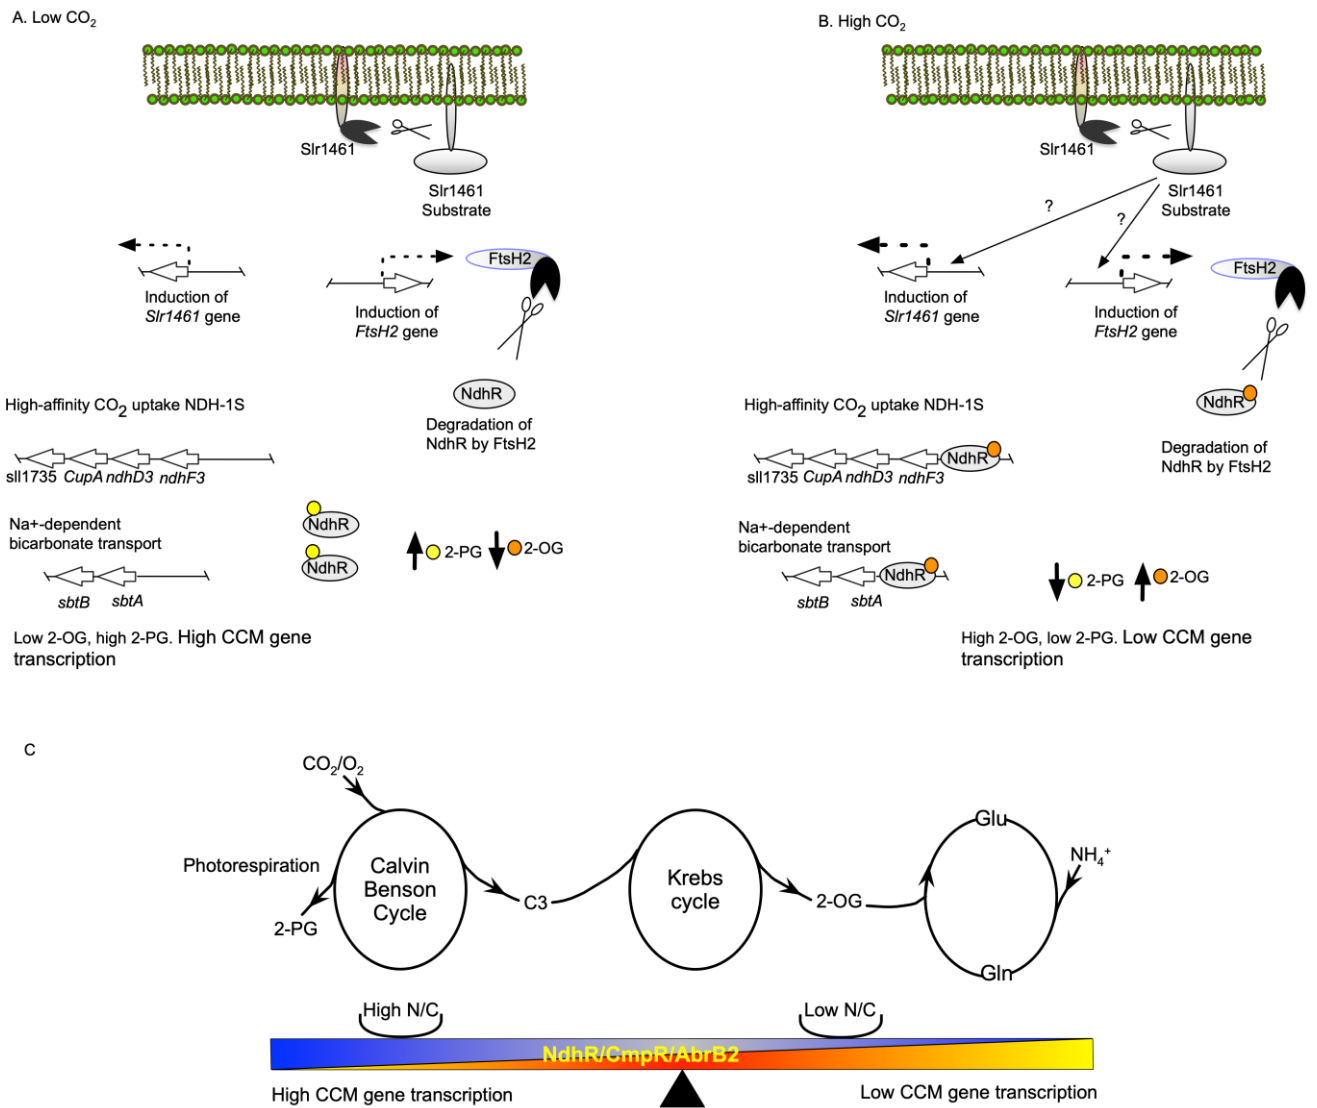 A. Low CO2
Slr1461
Slr1461
Substrate
FtsH2
Induction of
Slr1461 gene
Induction of
FtsH2 gene
NdhR
High-affinity CO2 uptake NDH-1S
Degradation of
NdhR by FtsH2
sll1735 CupA ndhD3 ndhF3
Na+-dependent
bicarbonate transport
NdhR
NdhR
2-PG 2-OG
sbtB sbtA
Low 2-OG, high 2-PG. High CCM gene
transcription
B. High CO2
Slr1461
Slr1461
Substrate
?
?
FtsH2
Induction of
Slr1461 gene
Induction of
FtsH2 gene
NdhR
High-affinity CO2 uptake NDH-1S
Degradation of
NdhR by FtsH2
NdhR
sll1735 CupA ndhD3 ndhF3
Na+-dependent
bicarbonate transport
NdhR
2-PG 2-OG
sbtB sbtA
High 2-OG, low 2-PG. Low CCM gene
transcription
C
CO2/O2
Photorespiration
2-PG
Calvin
Benson
Cycle
C3
Krebs
cycle
2-OG
Glu
NH4+
Gln
High N/C
Low N/C
NdhR/CmpR/AbrB2
High CCM gene transcription
Low CCM gene transcription